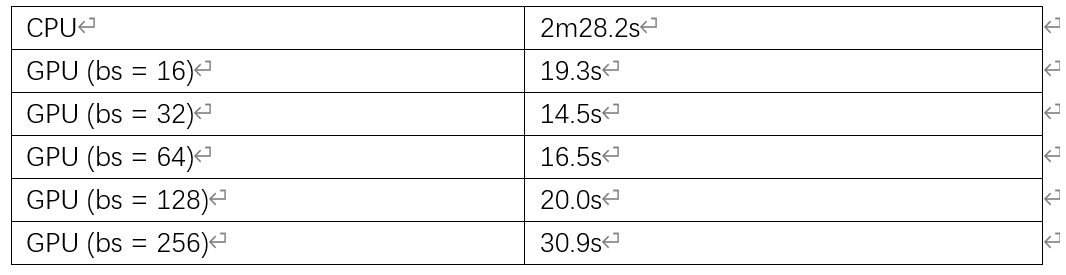 CPU 2m28.2s
GPU (bs = 16) 19.3s
GPU (bs = 32) 14.5s
GPU (bs = 64) 16.5s
GPU (bs = 128) 20.0s
GPU (bs = 256) 30.9s